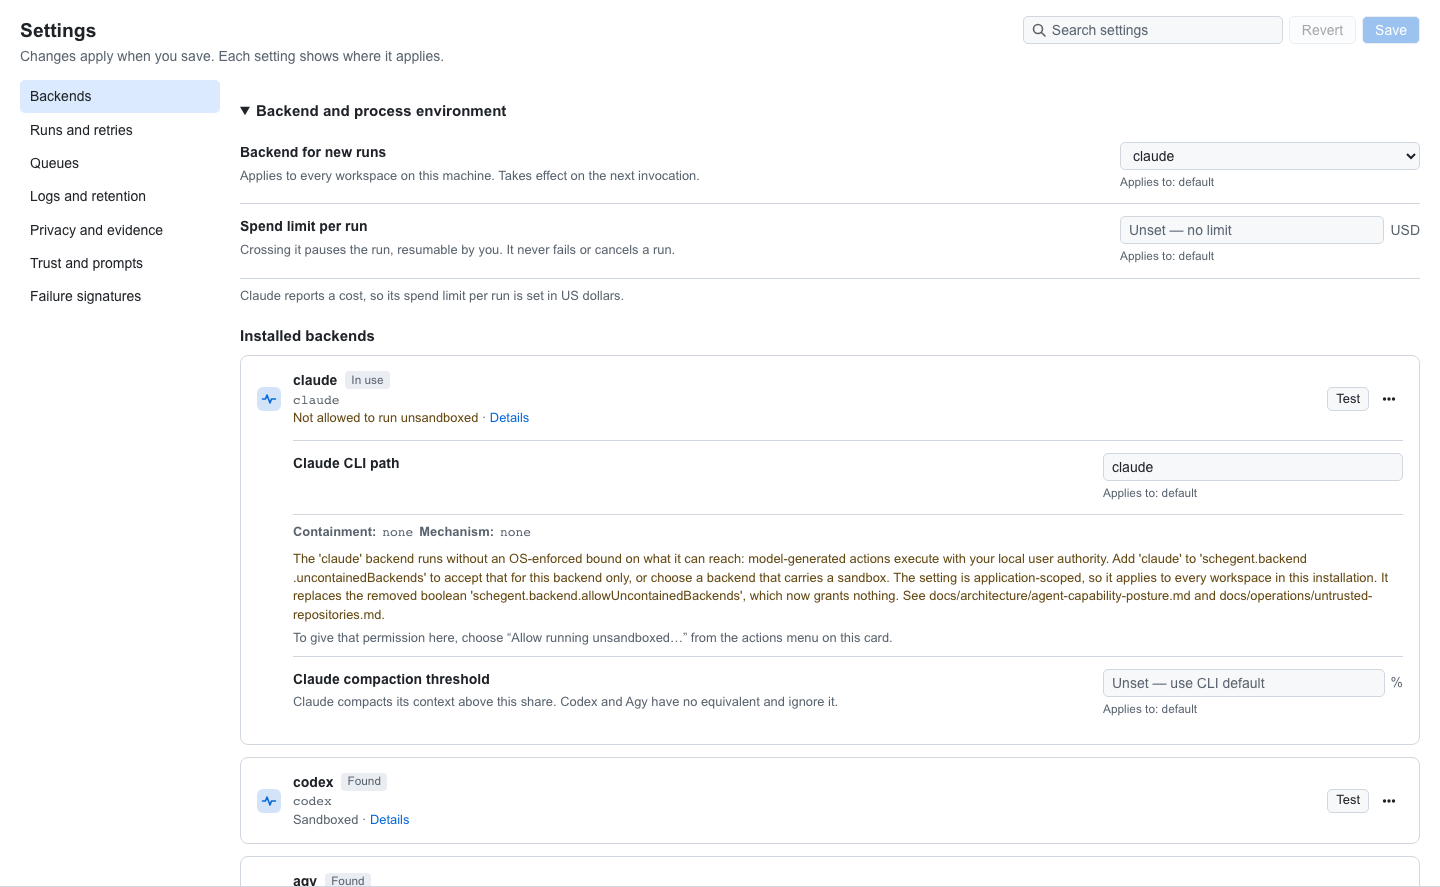 Settings
Search settings
Revert
Save
Changes apply when you save. Each setting shows where it applies.
Backends
Runs and retries
Queues
Logs and retention
Privacy and evidence
Trust and prompts
Failure signatures
Backend and process environment
Backend for new runs
Applies to every workspace on this machine. Takes effect on the next invocation.
claude
Applies to: default
Spend limit per run
Crossing it pauses the run, resumable by you. It never fails or cancels a run.
Unset — no limit
USD
Applies to: default
Claude reports a cost, so its spend limit per run is set in US dollars.
Installed backends
claude In use
claude
Not allowed to run unsandboxed · Details
Test
Claude CLI path
claude
Applies to: default
Containment: none Mechanism: none
The 'claude' backend runs without an OS-enforced bound on what it can reach: model-generated actions execute with your local user authority. Add 'claude' to 'schegent.backend
.uncontainedBackends' to accept that for this backend only, or choose a backend that carries a sandbox. The setting is application-scoped, so it applies to every workspace in this installation. It
replaces the removed boolean 'schegent.backend.allowUncontainedBackends', which now grants nothing. See docs/architecture/agent-capability-posture.md and docs/operations/untrusted-
repositories.md.
To give that permission here, choose “Allow running unsandboxed…” from the actions menu on this card.
Claude compaction threshold
Claude compacts its context above this share. Codex and Agy have no equivalent and ignore it.
Unset — use CLI default
%
Applies to: default
codex Found
codex
Sandboxed · Details
Test
agy Found